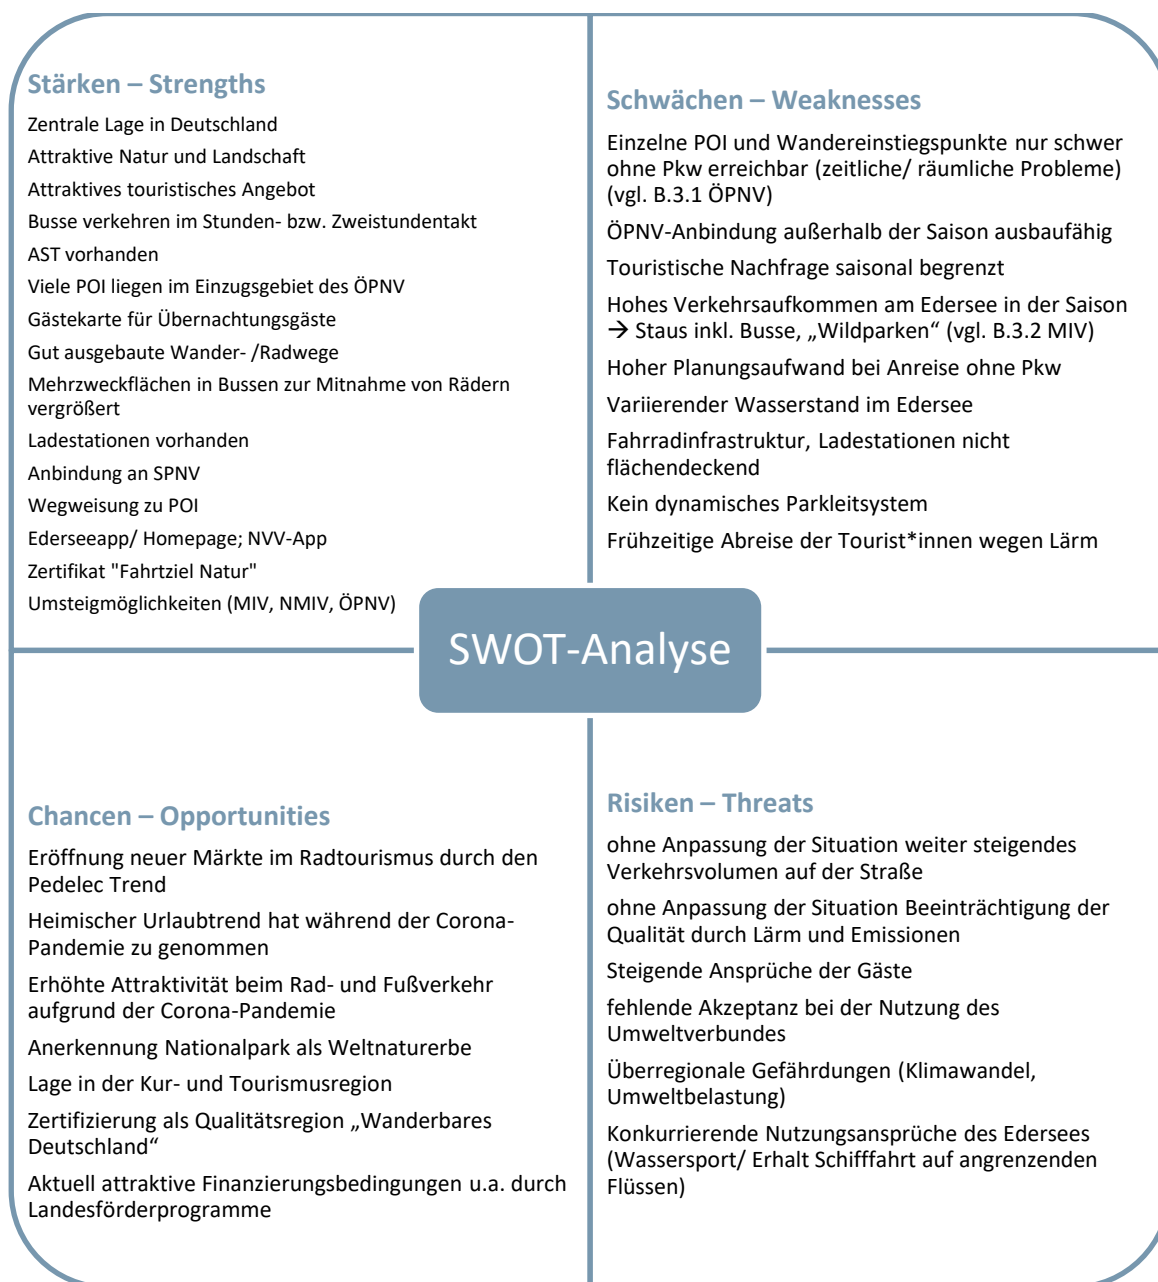 Stärken – Strengths
Zentrale Lage in Deutschland
Attraktive Natur und Landschaft
Attraktives touristisches Angebot
Busse verkehren im Stunden- bzw. Zweistundentakt
AST vorhanden
Viele POI liegen im Einzugsgebiet des ÖPNV
Gästekarte für Übernachtungsgäste
Gut ausgebaute Wander- /Radwege
Mehrzweckflächen in Bussen zur Mitnahme von Rädern
vergrößert
Ladestationen vorhanden
Anbindung an SPNV
Wegweisung zu POI
Ederseeapp/ Homepage; NVV-App
Zertifikat "Fahrtziel Natur"
Umsteigmöglichkeiten (MIV, NMIV, ÖPNV)
Schwächen – Weaknesses
Einzelne POI und Wandereinstiegspunkte nur schwer
ohne Pkw erreichbar (zeitliche/ räumliche Probleme)
(vgl. B.3.1 ÖPNV)
ÖPNV-Anbindung außerhalb der Saison ausbaufähig
Touristische Nachfrage saisonal begrenzt
Hohes Verkehrsaufkommen am Edersee in der Saison
→ Staus inkl. Busse, „Wildparken“ (vgl. B.3.2 MIV)
Hoher Planungsaufwand bei Anreise ohne Pkw
Variierender Wasserstand im Edersee
Fahrradinfrastruktur, Ladestationen nicht
flächendeckend
Kein dynamisches Parkleitsystem
Frühzeitige Abreise der Tourist*innen wegen Lärm
SWOT-Analyse
Chancen – Opportunities
Eröffnung neuer Märkte im Radtourismus durch den
Pedelec Trend
Heimischer Urlaubtrend hat während der Corona-
Pandemie zu genommen
Erhöhte Attraktivität beim Rad- und Fußverkehr
aufgrund der Corona-Pandemie
Anerkennung Nationalpark als Weltnaturerbe
Lage in der Kur- und Tourismusregion
Zertifizierung als Qualitätsregion „Wanderbares
Deutschland“
Aktuell attraktive Finanzierungsbedingungen u.a. durch
Landesförderprogramme
Risiken – Threats
ohne Anpassung der Situation weiter steigendes
Verkehrsvolumen auf der Straße
ohne Anpassung der Situation Beeinträchtigung der
Qualität durch Lärm und Emissionen
Steigende Ansprüche der Gäste
fehlende Akzeptanz bei der Nutzung des
Umweltverbundes
Überregionale Gefährdungen (Klimawandel,
Umweltbelastung)
Konkurrierende Nutzungsansprüche des Edersees
(Wassersport/ Erhalt Schifffahrt auf angrenzenden
Flüssen)